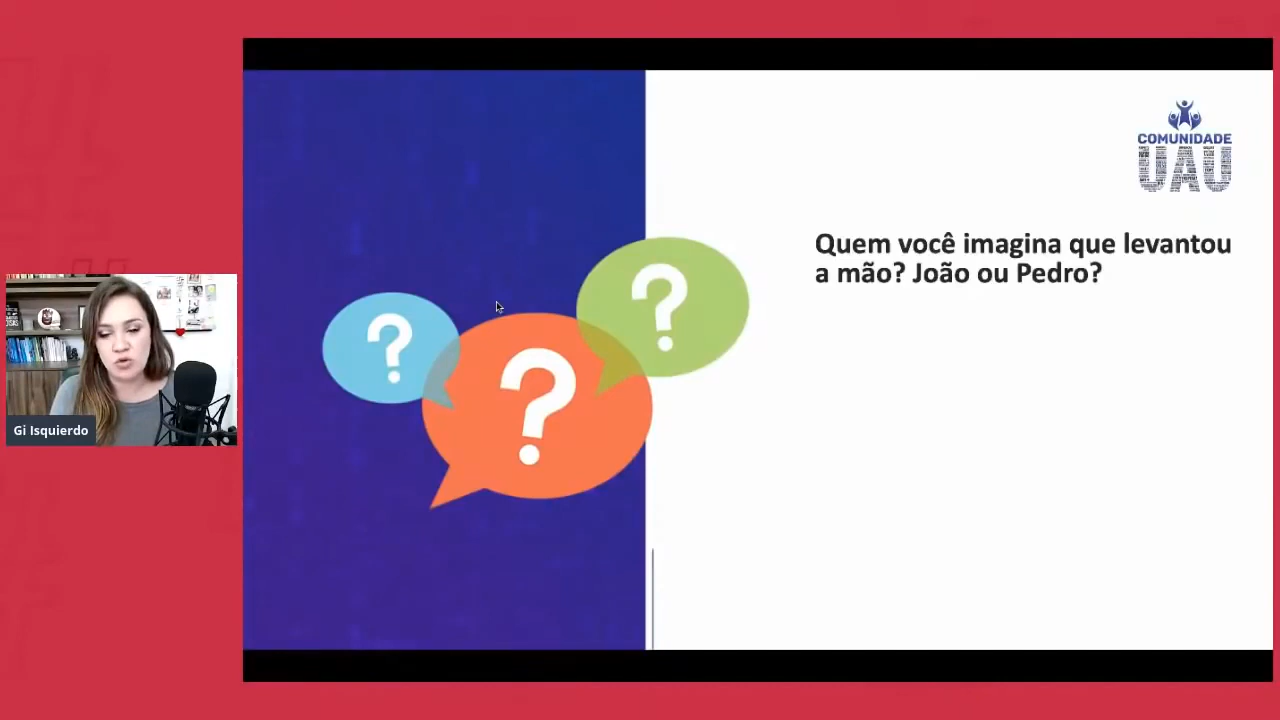 COMUNIDADE
UAU
Quem você imagina que levantou
a mão? João ou Pedro?
?
?
?
Gi Isquierdo